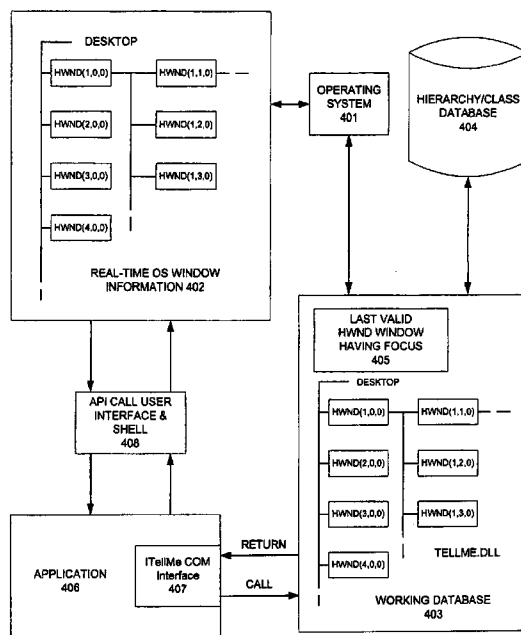 DESKTOP
HWND(1,0,0)
HWND(1,1,0)
HWND(2,0,0)
HWND(1,2,0)
HWND(3,0,0)
HWND(1,3,0)
HWND(4,0,0)
REAL-TIME OS WINDOW
INFORMATION 402
OPERATING
SYSTEM
401
HIERARCHY/CLASS
DATABASE
404
LAST VALID
HWND WINDOW
HAVING FOCUS
405
DESKTOP
HWND(1,0,0)
HWND(1,1,0)
HWND(2,0,0)
HWND(1,2,0)
HWND(3,0,0)
HWND(1,3,0)
HWND(4,0,0)
TELLME.DLL
WORKING DATABASE
403
API CALL USER
INTERFACE &
SHELL
408
APPLICATION
406
ITellMe COM
Interface
407
RETURN
CALL